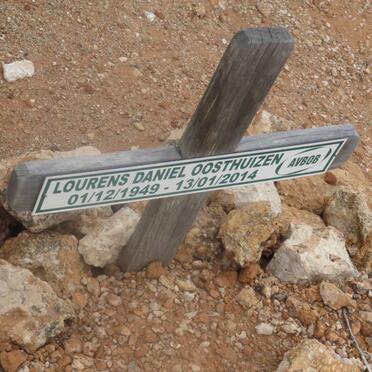 LOURENS DANIEL OOSTHUIZEN AVBOB
01/12/1949 - 13/01/2014